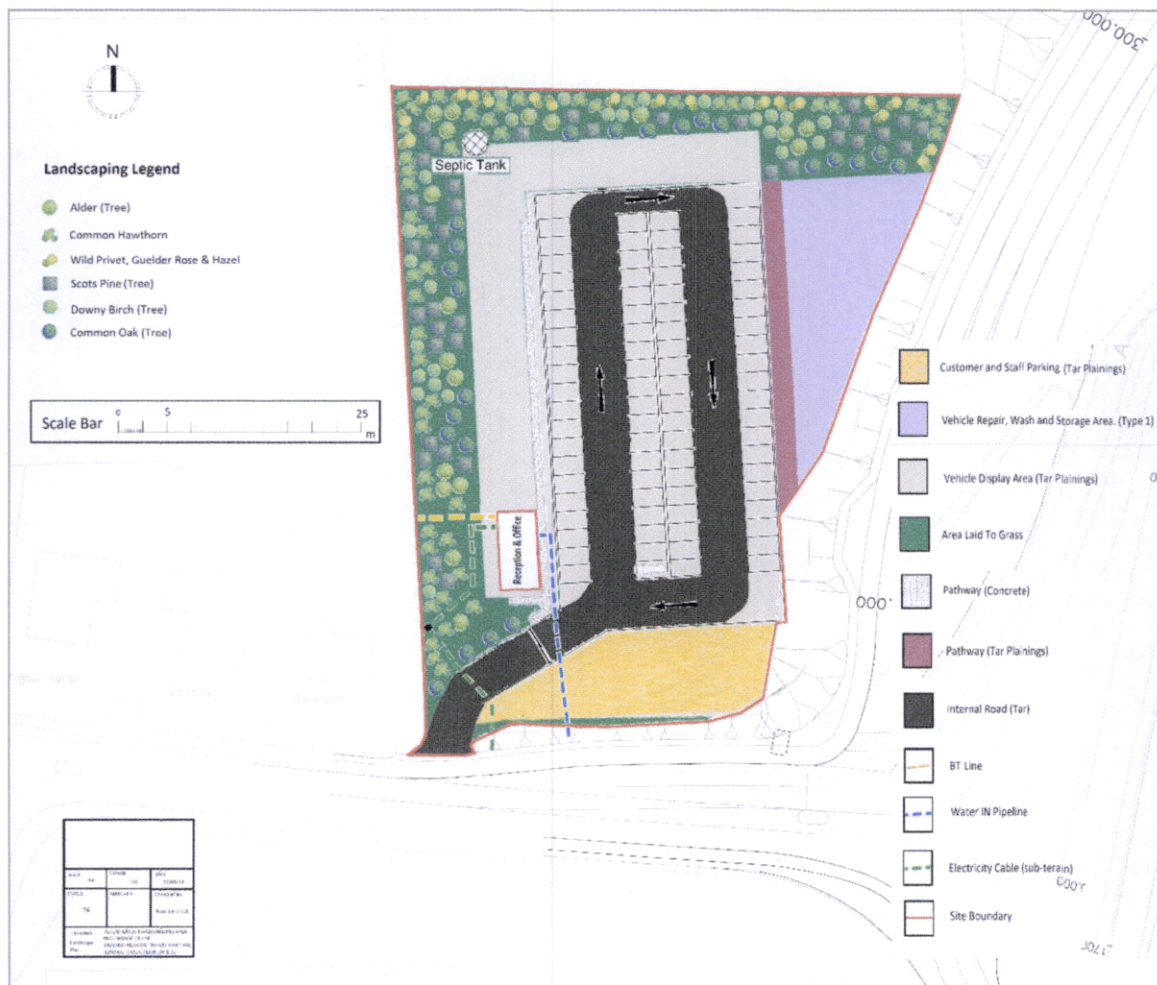 300.000
N
Landscaping Legend
Alder (Tree)
Common Hawthorn
Wild Privet, Guelder Rose & Hazel
Scots Pine (Tree)
Downy Birch (Tree)
Common Oak (Tree)
Scale Bar
0 5 25
m
Septic Tank
Reception & Office
.000
Customer and Staff Parking (Tar Plainings)
Vehicle Repair, Wash and Storage Area. (Type 1)
Vehicle Display Area (Tar Plainings)
Area Laid To Grass
Pathway (Concrete)
Pathway (Tar Plainings)
Internal Road (Tar)
BT Line
Water IN Pipeline
Electricity Cable (sub-terain)
Site Boundary